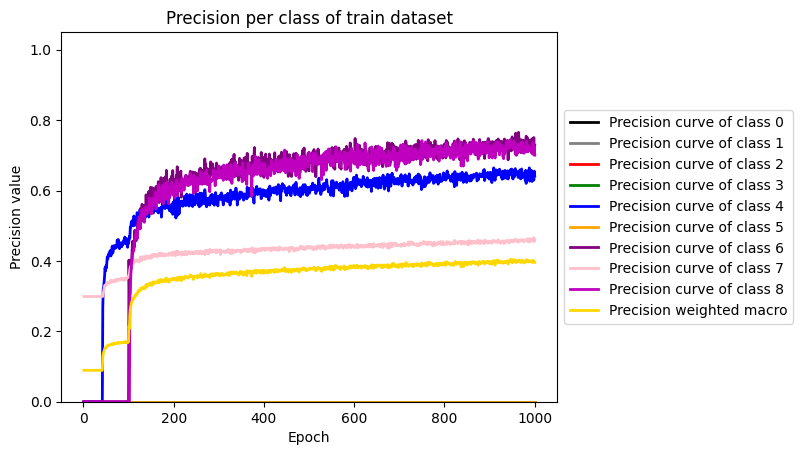 Precision per class of train dataset
Precision value
1.0
0.8
0.6
0.4
0.2
0.0
0
200
400
600
800
1000
Epoch
Precision curve of class 0
Precision curve of class 1
Precision curve of class 2
Precision curve of class 3
Precision curve of class 4
Precision curve of class 5
Precision curve of class 6
Precision curve of class 7
Precision curve of class 8
Precision weighted macro